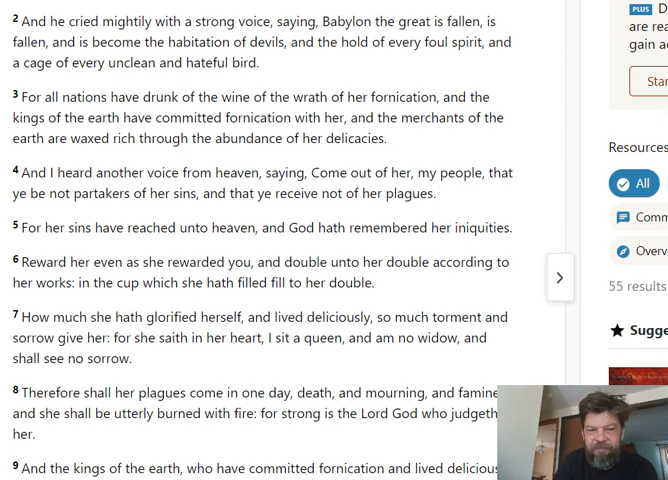 2 And he cried mightily with a strong voice, saying, Babylon the great is fallen, is
fallen, and is become the habitation of devils, and the hold of every foul spirit, and
a cage of every unclean and hateful bird.
3 For all nations have drunk of the wine of the wrath of her fornication, and the
kings of the earth have committed fornication with her, and the merchants of the
earth are waxed rich through the abundance of her delicacies.
4 And I heard another voice from heaven, saying, Come out of her, my people, that
ye be not partakers of her sins, and that ye receive not of her plagues.
5 For her sins have reached unto heaven, and God hath remembered her iniquities.
6 Reward her even as she rewarded you, and double unto her double according to
her works: in the cup which she hath filled fill to her double.
7 How much she hath glorified herself, and lived deliciously, so much torment and
sorrow give her: for she saith in her heart, I sit a queen, and am no widow, and
shall see no sorrow.
8 Therefore shall her plagues come in one day, death, and mourning, and famine
and she shall be utterly burned with fire: for strong is the Lord God who judgeth
her.
9 And the kings of the earth, who have committed fornication and lived delicious
PLUS D
are rea
gain a
Star
Resources
All
Comm
Overv
55 results
Sugge